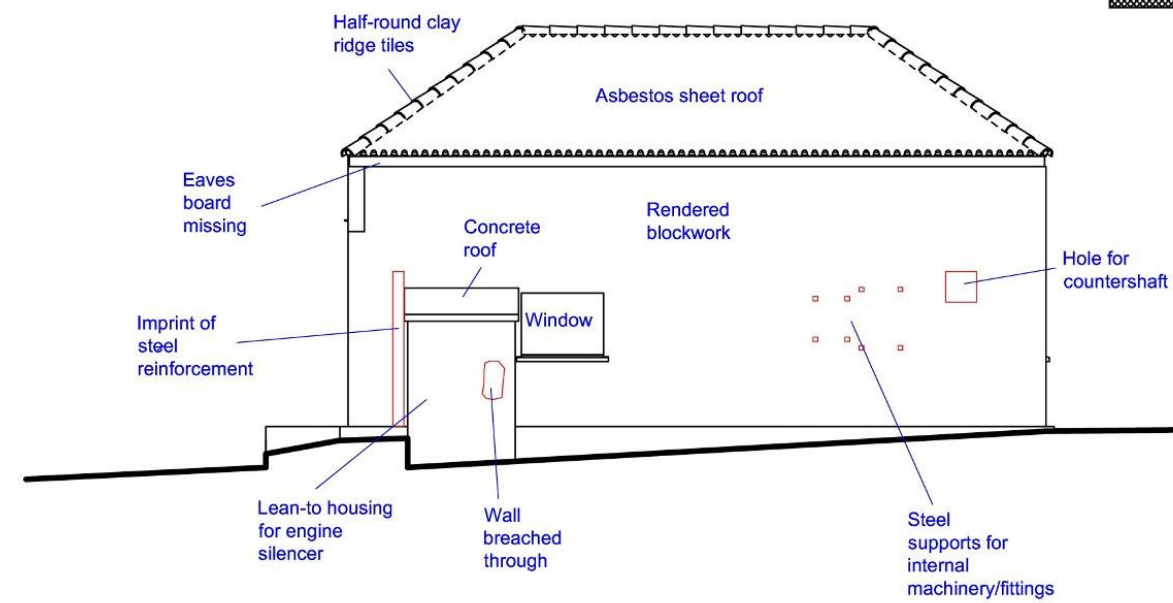 Half-round clay
ridge tiles
Asbestos sheet roof
Eaves
board
missing
Rendered
blockwork
Concrete
roof
Hole for
countershaft
Window
Imprint of
steel
reinforcement
Lean-to housing
for engine
silencer
Wall
breached
through
Steel
supports for
internal
machinery/fittings